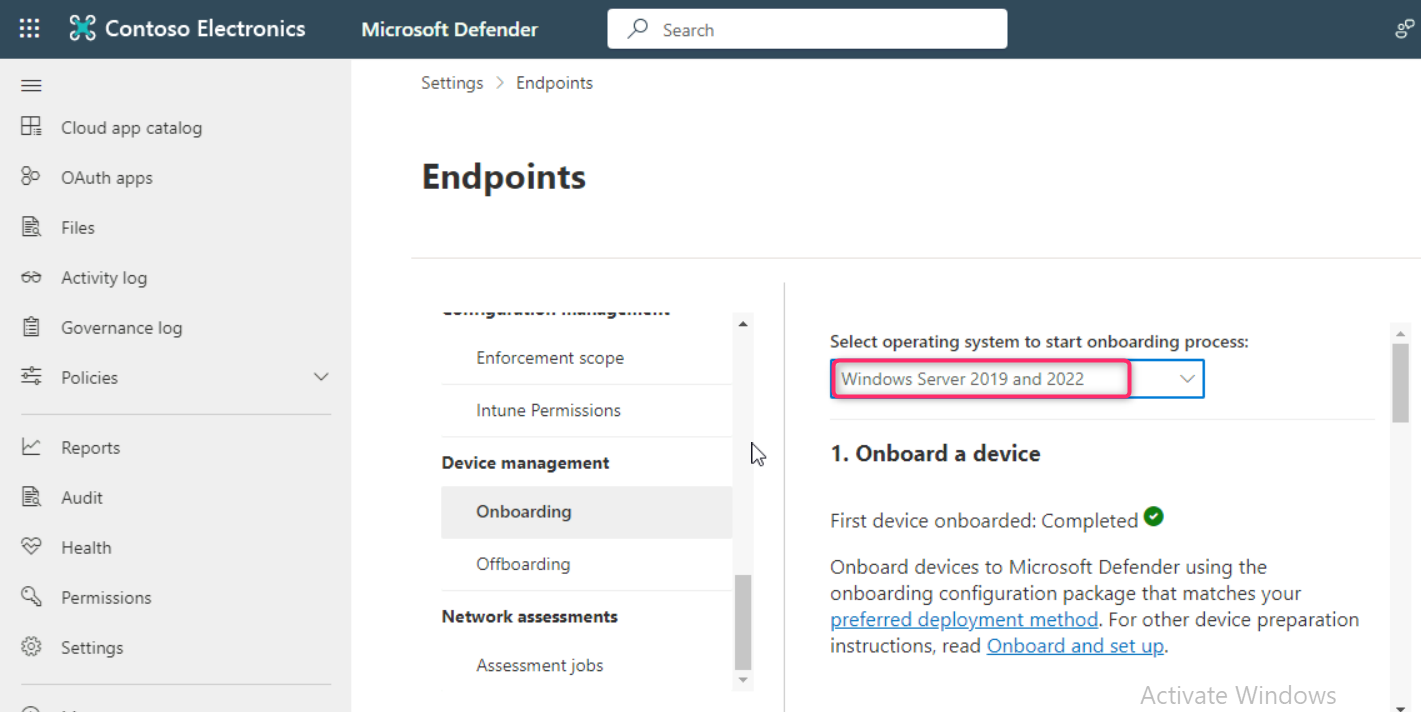 Contoso Electronics
Microsoft Defender
Search
Cloud app catalog
OAuth apps
Files
Activity log
Governance log
Policies
Reports
Audit
Health
Permissions
Settings
Settings > Endpoints
Endpoints
Configuration management
Enforcement scope
Intune Permissions
Device management
Onboarding
Offboarding
Network assessments
Assessment jobs
Select operating system to start onboarding process:
Windows Server 2019 and 2022
1. Onboard a device
First device onboarded: Completed
Onboard devices to Microsoft Defender using the
onboarding configuration package that matches your
preferred deployment method. For other device preparation
instructions, read Onboard and set up.
Activate Windows